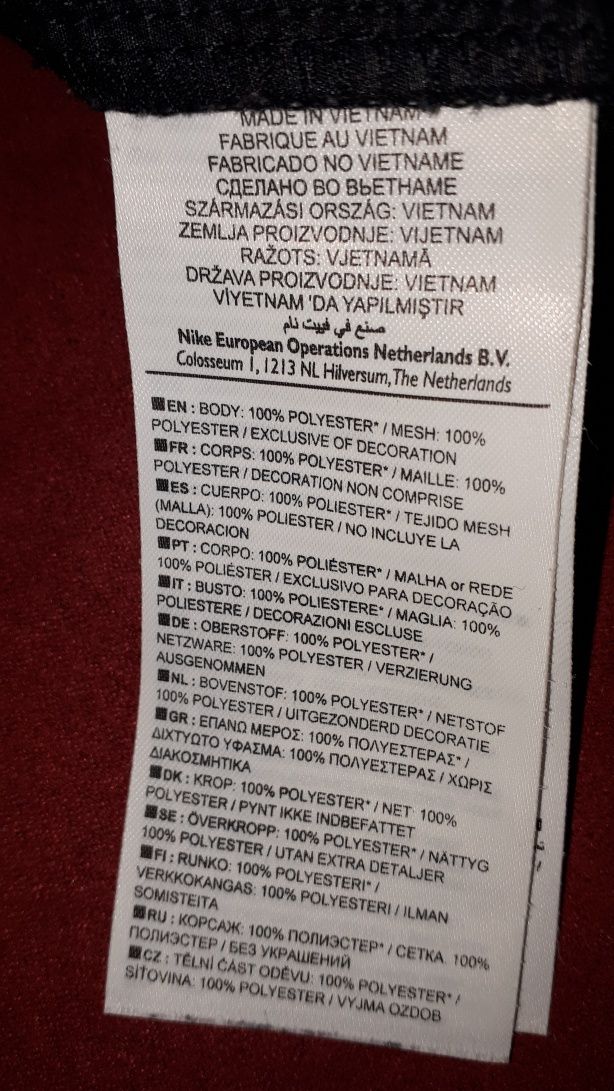 MADE IN VIETNAM
FABRIQUE AU VIETNAM
FABRICADO NO VIETNAME
СДЕЛАНО ВО ВЬЕТНАМЕ
SZÁRMAZÁSI ORSZÁG: VIETNAM
ZEMLJA PROIZVODNJE: VIJETNAM
RAŽOTS: VJETNAMĀ
DRŽAVA PROIZVODNJE: VIETNAM
VİYETNAM 'DA YAPILMIŞTIR
صنع في فييت نام
Nike European Operations Netherlands B.V.
Colosseum 1, 1213 NL Hilversum, The Netherlands
EN : BODY: 100% POLYESTER* / MESH: 100%
POLYESTER / EXCLUSIVE OF DECORATION
FR : CORPS: 100% POLYESTER* / MAILLE: 100%
POLYESTER / DECORATION NON COMPRISE
ES : CUERPO: 100% POLIESTER* / TEJIDO MESH
(MALLA): 100% POLIESTER / NO INCLUYE LA
DECORACION
PT : CORPO: 100% POLIÉSTER* / MALHA or REDE
100% POLIÉSTER / EXCLUSIVO PARA DECORAÇÃO
IT : BUSTO: 100% POLIESTERE* / MAGLIA: 100%
POLIESTERE / DECORAZIONI ESCLUSE
DE : OBERSTOFF: 100% POLYESTER* /
NETZWARE: 100% POLYESTER / VERZIERUNG
AUSGENOMMEN
NL : BOVENSTOF: 100% POLYESTER* / NETSTOF
100% POLYESTER / UITGEZONDERD DECORATIE
GR : ΕΠΑΝΩ ΜΕΡΟΣ: 100% ΠΟΛΥΕΣΤΕΡΑΣ* /
ΔΙΧΤΥΩΤΟ ΥΦΑΣΜΑ: 100% ΠΟΛΥΕΣΤΕΡΑΣ / ΧΩΡΙΣ
ΔΙΑΚΟΣΜΗΤΙΚΑ
DK : KROP: 100% POLYESTER* / NET: 100%
POLYESTER / PYNT IKKE INDBEFATTET
SE : ÖVERKROPP: 100% POLYESTER* / NÄTTYG
100% POLYESTER / UTAN EXTRA DETALJER
FI : RUNKO: 100% POLYESTERI* /
VERKKOKANGAS: 100% POLYESTERI / ILMAN
SOMISTEITA
RU : КОРСАЖ: 100% ПОЛИЭСТЕР* / СЕТКА: 100%
ПОЛИЭСТЕР / БЕЗ УКРАШЕНИЙ
CZ : TĚLNÍ ČÁST ODĚVU: 100% POLYESTER* /
SÍŤOVINA: 100% POLYESTER / VYJMA OZDOB